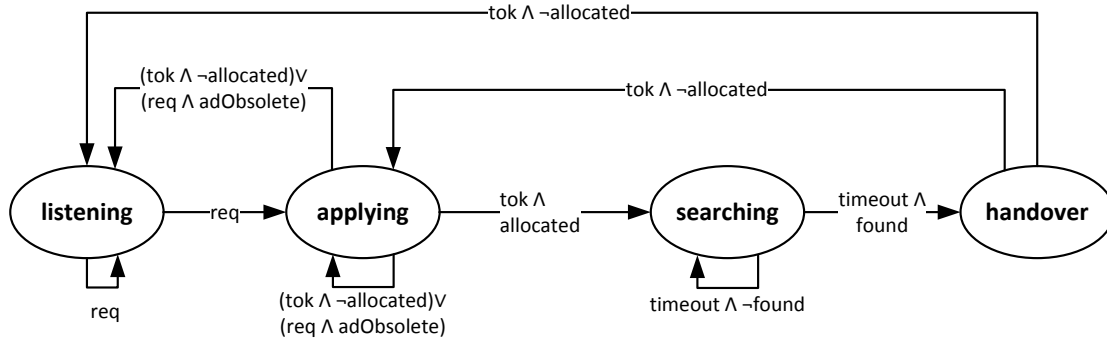 tok Λ ¬allocated
(tok Λ ¬allocated)V
(req Λ adObsolete)
tok Λ ¬allocated
listening
req
applying
tok Λ
allocated
searching
timeout Λ
found
handover
req
(tok Λ ¬allocated)V
(req Λ adObsolete)
timeout Λ ¬found